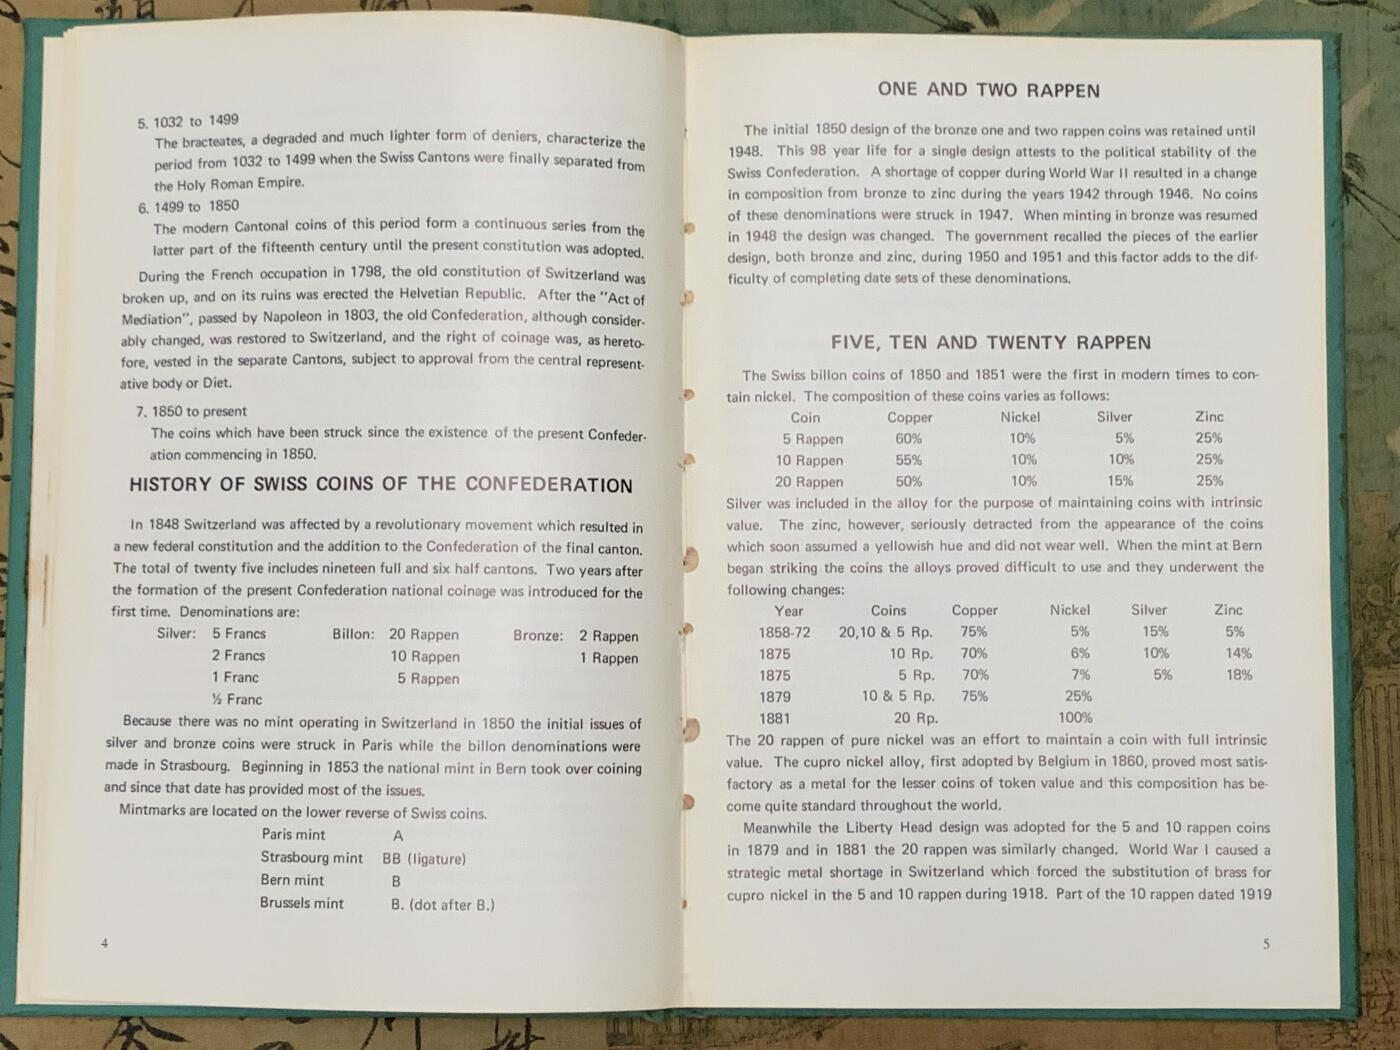 5. 1032 to 1499
The bracteates, a degraded and much lighter form of deniers, characterize the
period from 1032 to 1499 when the Swiss Cantons were finally separated from
the Holy Roman Empire.
6. 1499 to 1850
The modern Cantonal coins of this period form a continuous series from the
latter part of the fifteenth century until the present constitution was adopted.
During the French occupation in 1798, the old constitution of Switzerland was
broken up, and on its ruins was erected the Helvetian Republic. After the "Act of
Mediation", passed by Napoleon in 1803, the old Confederation, although consider-
ably changed, was restored to Switzerland, and the right of coinage was, as hereto-
fore, vested in the separate Cantons, subject to approval from the central represent-
ative body or Diet.
7. 1850 to present
The coins which have been struck since the existence of the present Confeder-
ation commencing in 1850.
HISTORY OF SWISS COINS OF THE CONFEDERATION
In 1848 Switzerland was affected by a revolutionary movement which resulted in
a new federal constitution and the addition to the Confederation of the final canton.
The total of twenty five includes nineteen full and six half cantons. Two years after
the formation of the present Confederation national coinage was introduced for the
first time. Denominations are:
Silver: 5 Francs Billon: 20 Rappen Bronze: 2 Rappen
2 Francs 10 Rappen 1 Rappen
1 Franc 5 Rappen
½ Franc
Because there was no mint operating in Switzerland in 1850 the initial issues of
silver and bronze coins were struck in Paris while the billon denominations were
made in Strasbourg. Beginning in 1853 the national mint in Bern took over coining
and since that date has provided most of the issues.
Mintmarks are located on the lower reverse of Swiss coins.
Paris mint A
Strasbourg mint BB (ligature)
Bern mint B
Brussels mint B. (dot after B.)
4
ONE AND TWO RAPPEN
The initial 1850 design of the bronze one and two rappen coins was retained until
1948. This 98 year life for a single design attests to the political stability of the
Swiss Confederation. A shortage of copper during World War II resulted in a change
in composition from bronze to zinc during the years 1942 through 1946. No coins
of these denominations were struck in 1947. When minting in bronze was resumed
in 1948 the design was changed. The government recalled the pieces of the earlier
design, both bronze and zinc, during 1950 and 1951 and this factor adds to the dif-
ficulty of completing date sets of these denominations.
FIVE, TEN AND TWENTY RAPPEN
The Swiss billon coins of 1850 and 1851 were the first in modern times to con-
tain nickel. The composition of these coins varies as follows:
Coin Copper Nickel Silver Zinc
5 Rappen 60% 10% 5% 25%
10 Rappen 55% 10% 10% 25%
20 Rappen 50% 10% 15% 25%
Silver was included in the alloy for the purpose of maintaining coins with intrinsic
value. The zinc, however, seriously detracted from the appearance of the coins
which soon assumed a yellowish hue and did not wear well. When the mint at Bern
began striking the coins the alloys proved difficult to use and they underwent the
following changes:
Year Coins Copper Nickel Silver Zinc
1858-72 20,10 & 5 Rp. 75% 5% 15% 5%
1875 10 Rp. 70% 6% 10% 14%
1875 5 Rp. 70% 7% 5% 18%
1879 10 & 5 Rp. 75% 25%
1881 20 Rp. 100%
The 20 rappen of pure nickel was an effort to maintain a coin with full intrinsic
value. The cupro nickel alloy, first adopted by Belgium in 1860, proved most satis-
factory as a metal for the lesser coins of token value and this composition has be-
come quite standard throughout the world.
Meanwhile the Liberty Head design was adopted for the 5 and 10 rappen coins
in 1879 and in 1881 the 20 rappen was similarly changed. World War I caused a
strategic metal shortage in Switzerland which forced the substitution of brass for
cupro nickel in the 5 and 10 rappen during 1918. Part of the 10 rappen dated 1919
5